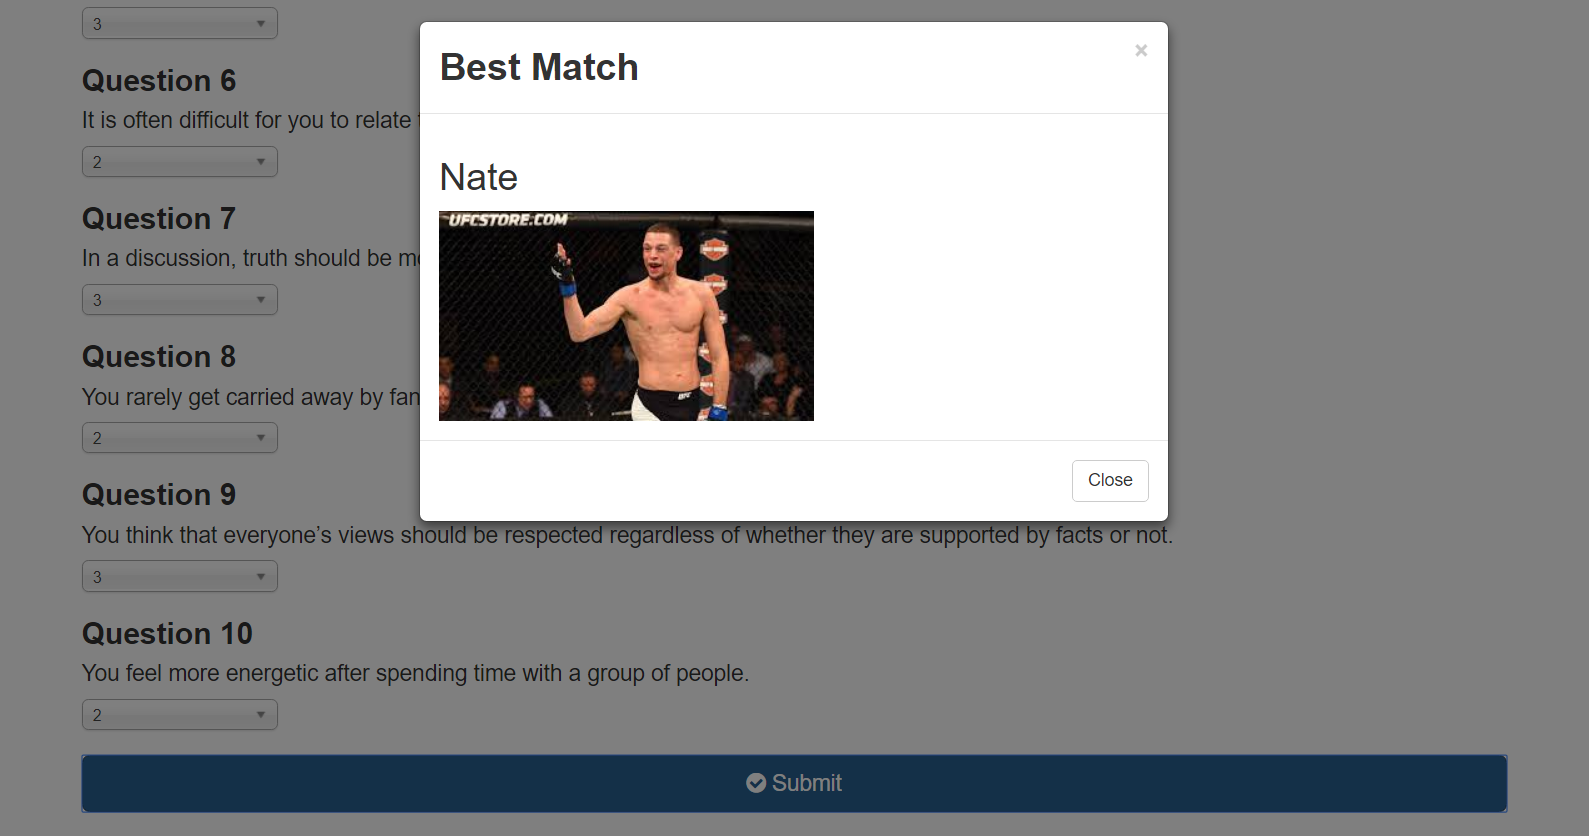 3
Question 6
It is often difficult for you to relate
2
Question 7
In a discussion, truth should be
3
Question 8
You rarely get carried away by
2
Question 9
You think that everyone’s views should be respected regardless of whether they are supported by facts or not.
3
Question 10
You feel more energetic after spending time with a group of people.
2
Submit
Best Match
×
Nate
UFCSTORE.COM
UFC
Close